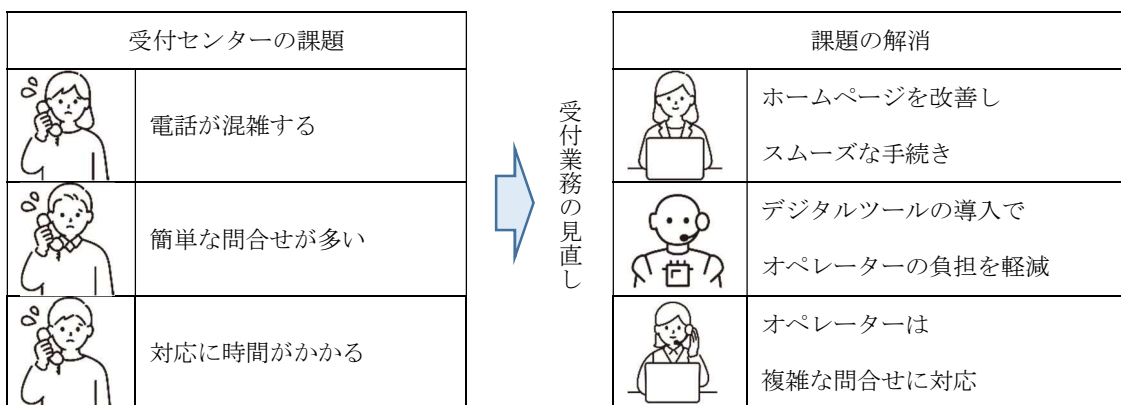 受付センターの課題
電話が混雑する
簡単な問合せが多い
対応に時間がかかる
受付業務の見直し
課題の解消
ホームページを改善し
スムーズな手続き
デジタルツールの導入で
オペレーターの負担を軽減
オペレーターは
複雑な問合せに対応